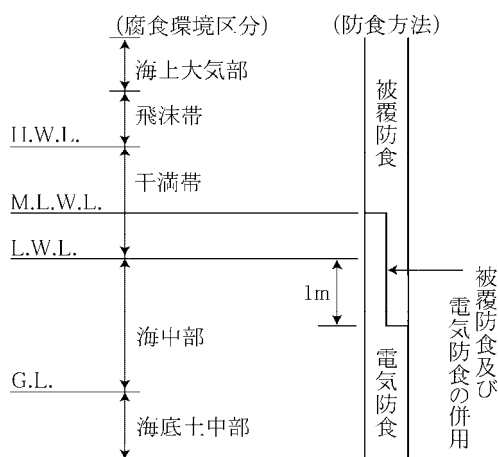 (腐食環境区分)
(防食方法)
海上大気部
飛沫帯
H.W.L.
干満帯
M.L.W.L.
L.W.L.
1m
海中部
G.L.
海底土中部
被覆防食
電気防食
被覆防食及び
電気防食の併用